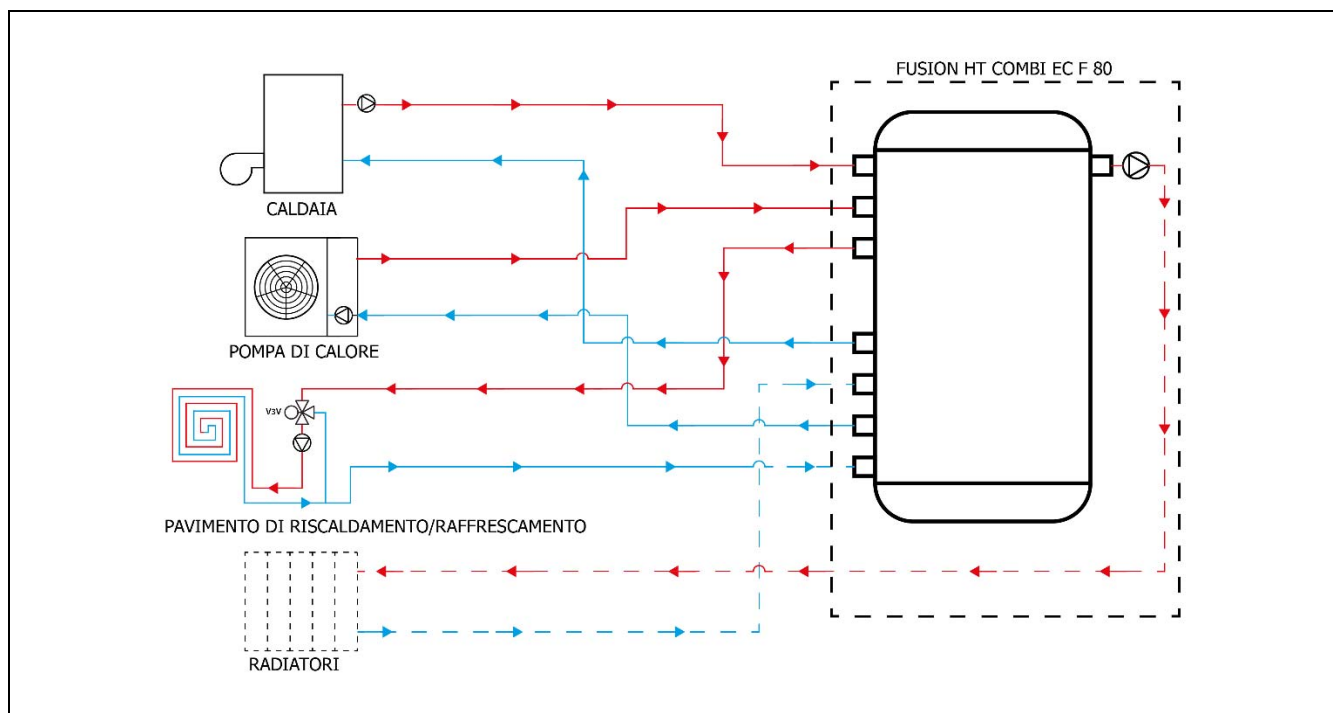 FUSION HT COMBI EC F 80
CALDAIA
POMPA DI CALORE
V3V
PAVIMENTO DI RISCALDAMENTO/RAFFRESCAMENTO
RADIATORI